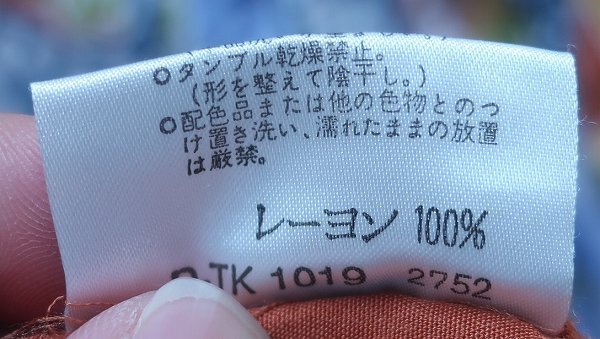 ○タンブル乾燥禁止。
(形を整えて陰干し。)
○配色品または他の色物とのつ
け置き洗い、濡れたままの放置
は厳禁。
レーヨン 100%
TK 1019 2752